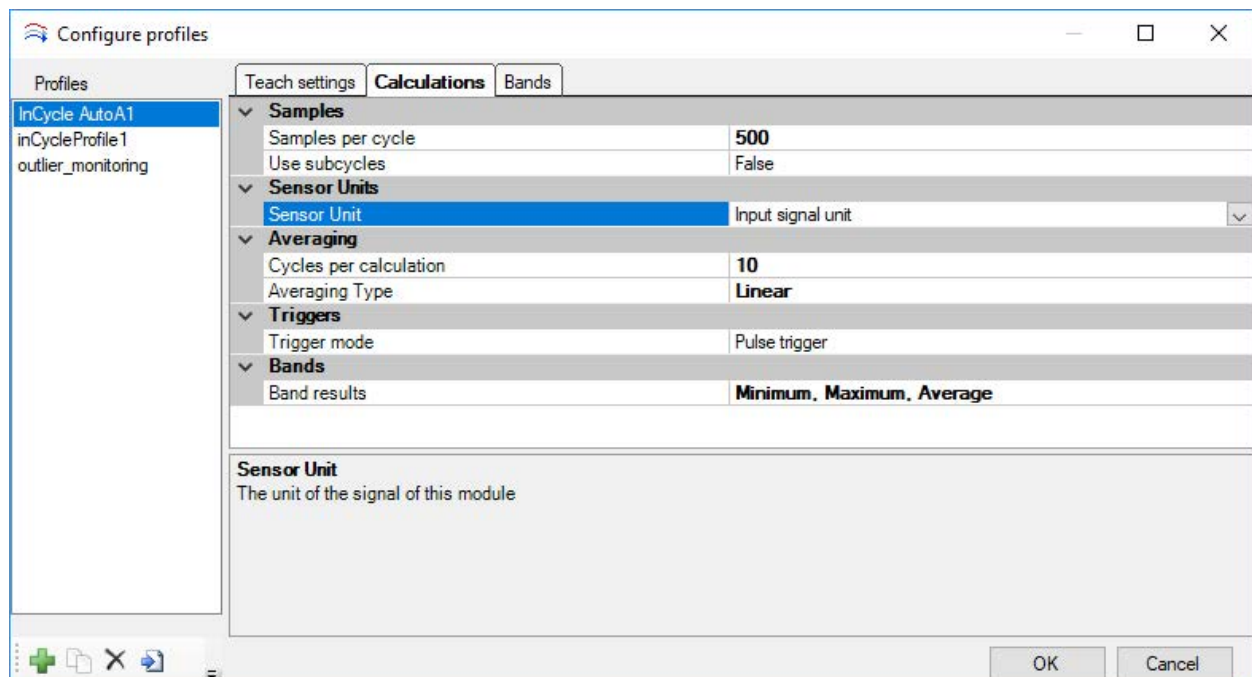 Configure profiles
Profiles
InCycle AutoA1
inCycleProfile1
outlier_monitoring
Teach settings Calculations Bands
Samples
Samples per cycle 500
Use subcycles False
Sensor Units
Sensor Unit Input signal unit
Averaging
Cycles per calculation 10
Averaging Type Linear
Triggers
Trigger mode Pulse trigger
Bands
Band results Minimum, Maximum, Average
Sensor Unit
The unit of the signal of this module
OK Cancel